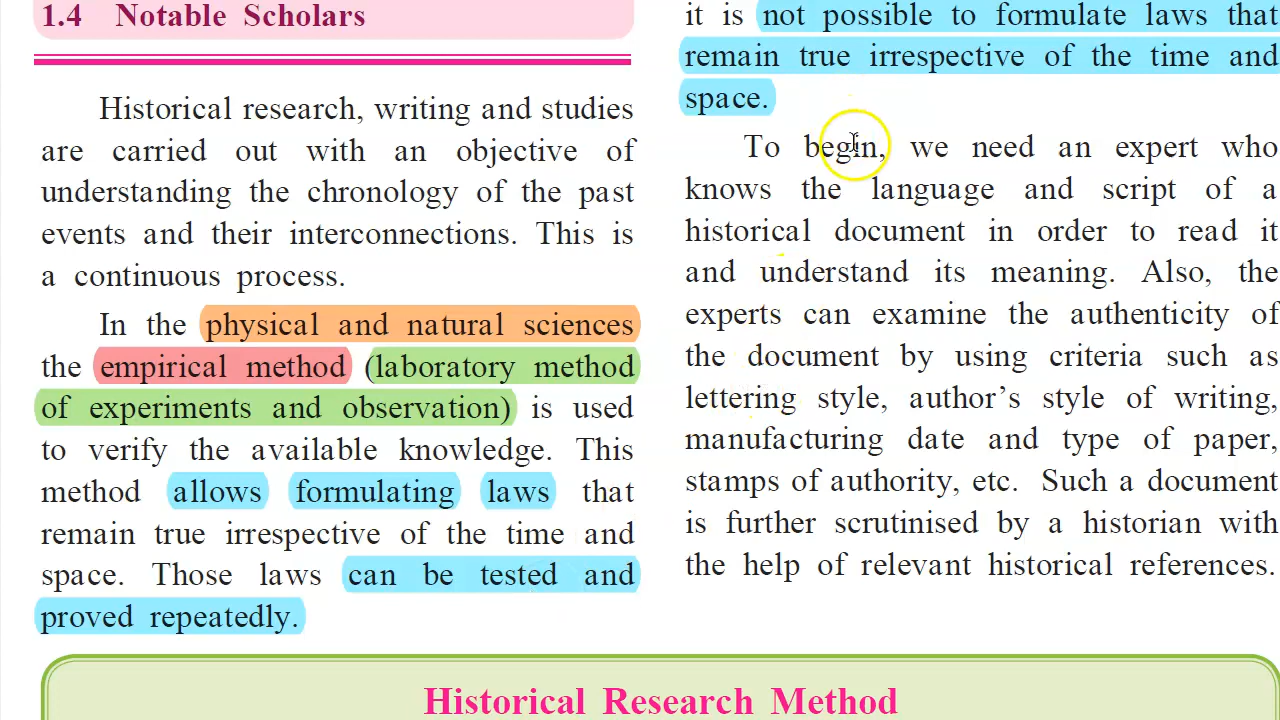 1.4 Notable Scholars
Historical research, writing and studies
are carried out with an objective of
understanding the chronology of the past
events and their interconnections. This is
a continuous process.
In the physical and natural sciences
the empirical method (laboratory method
of experiments and observation) is used
to verify the available knowledge. This
method allows formulating laws that
remain true irrespective of the time and
space. Those laws can be tested and
proved repeatedly.
it is not possible to formulate laws that
remain true irrespective of the time and
space.
To begin, we need an expert who
knows the language and script of a
historical document in order to read it
and understand its meaning. Also, the
experts can examine the authenticity of
the document by using criteria such as
lettering style, author's style of writing,
manufacturing date and type of paper,
stamps of authority, etc. Such a document
is further scrutinised by a historian with
the help of relevant historical references.
Historical Research Method